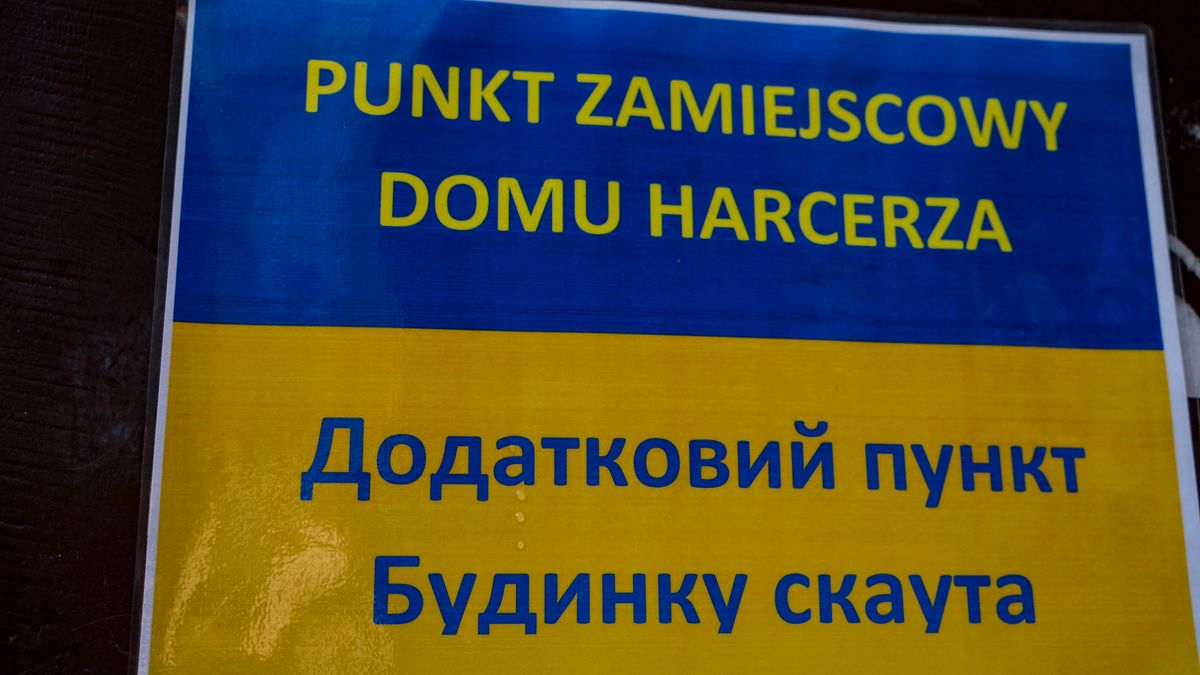 PUNKT ZAMIEJSCOWY
DOMU HARCERZA
Додатковий пункт
Будинку скаута